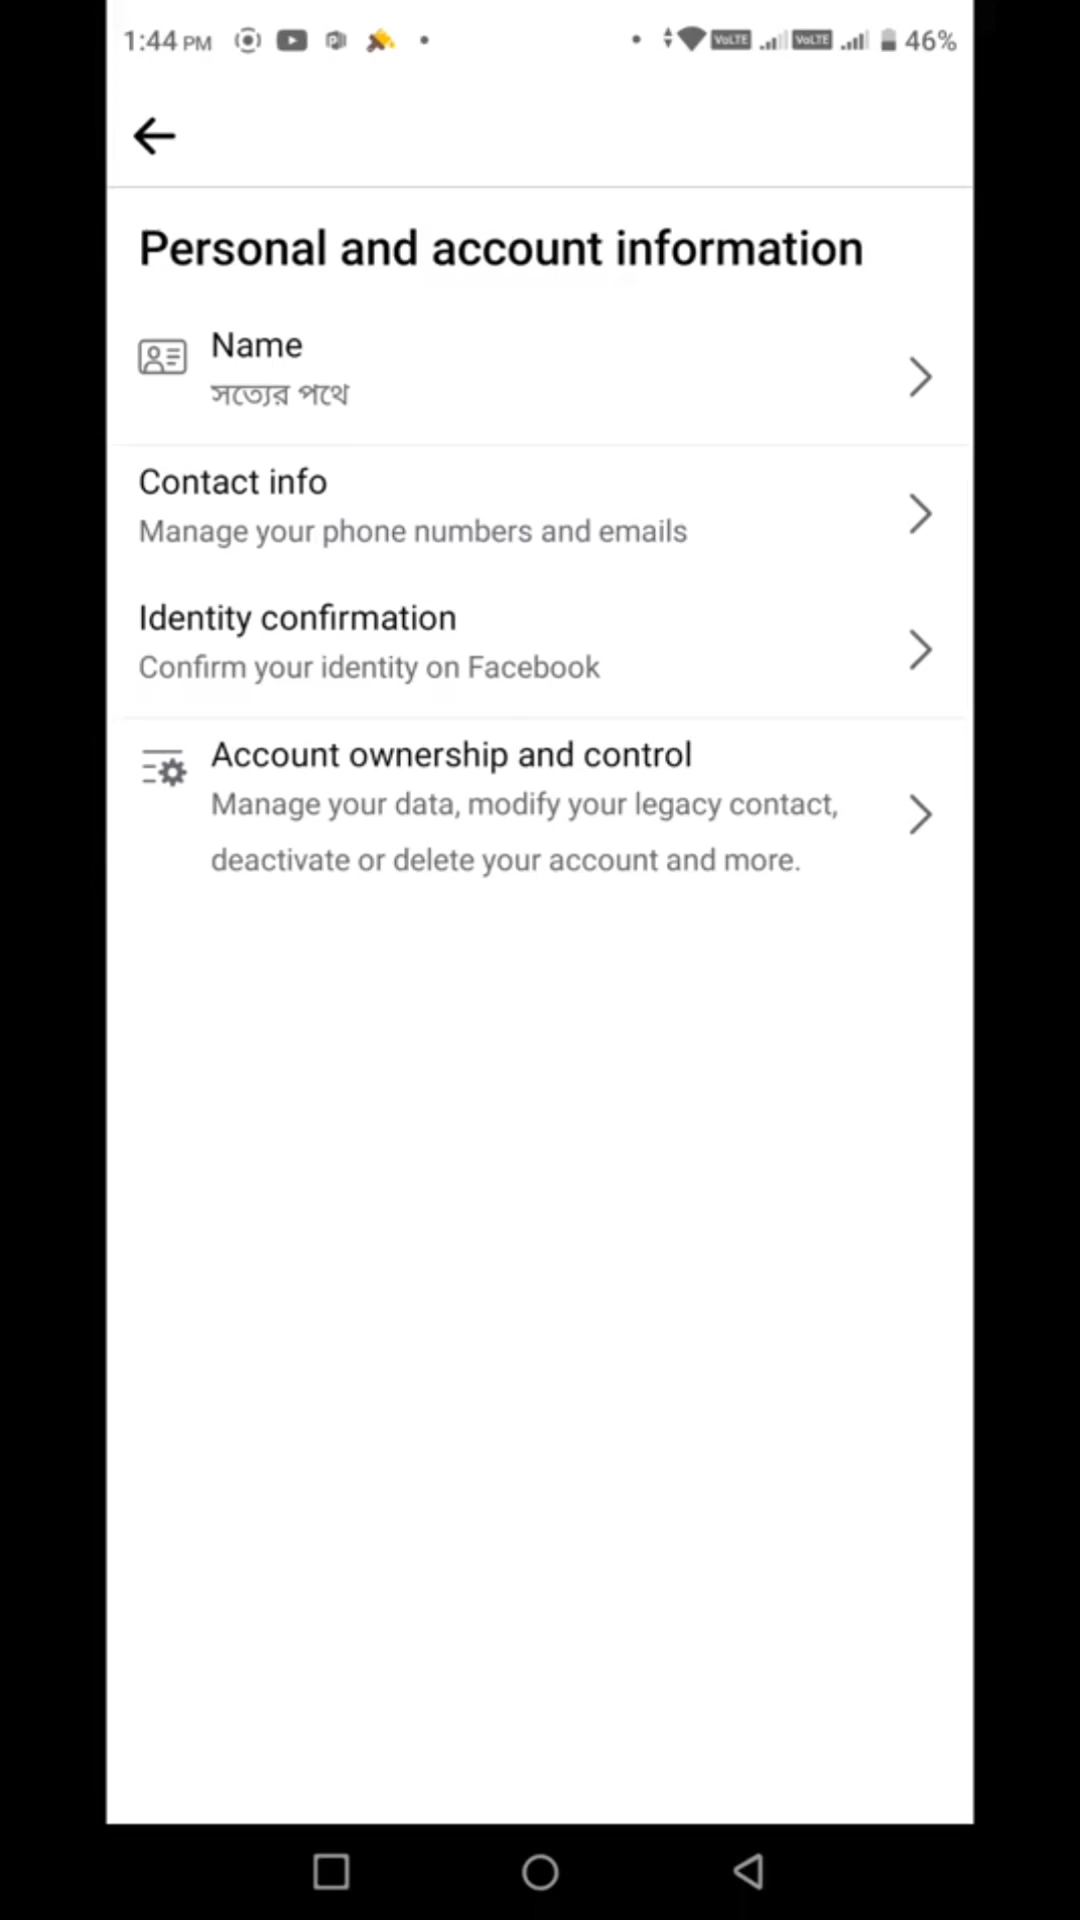 1:44 PM
VoLTE VoLTE 46%
Personal and account information
Name
সত্যের পথে
Contact info
Manage your phone numbers and emails
Identity confirmation
Confirm your identity on Facebook
Account ownership and control
Manage your data, modify your legacy contact,
deactivate or delete your account and more.